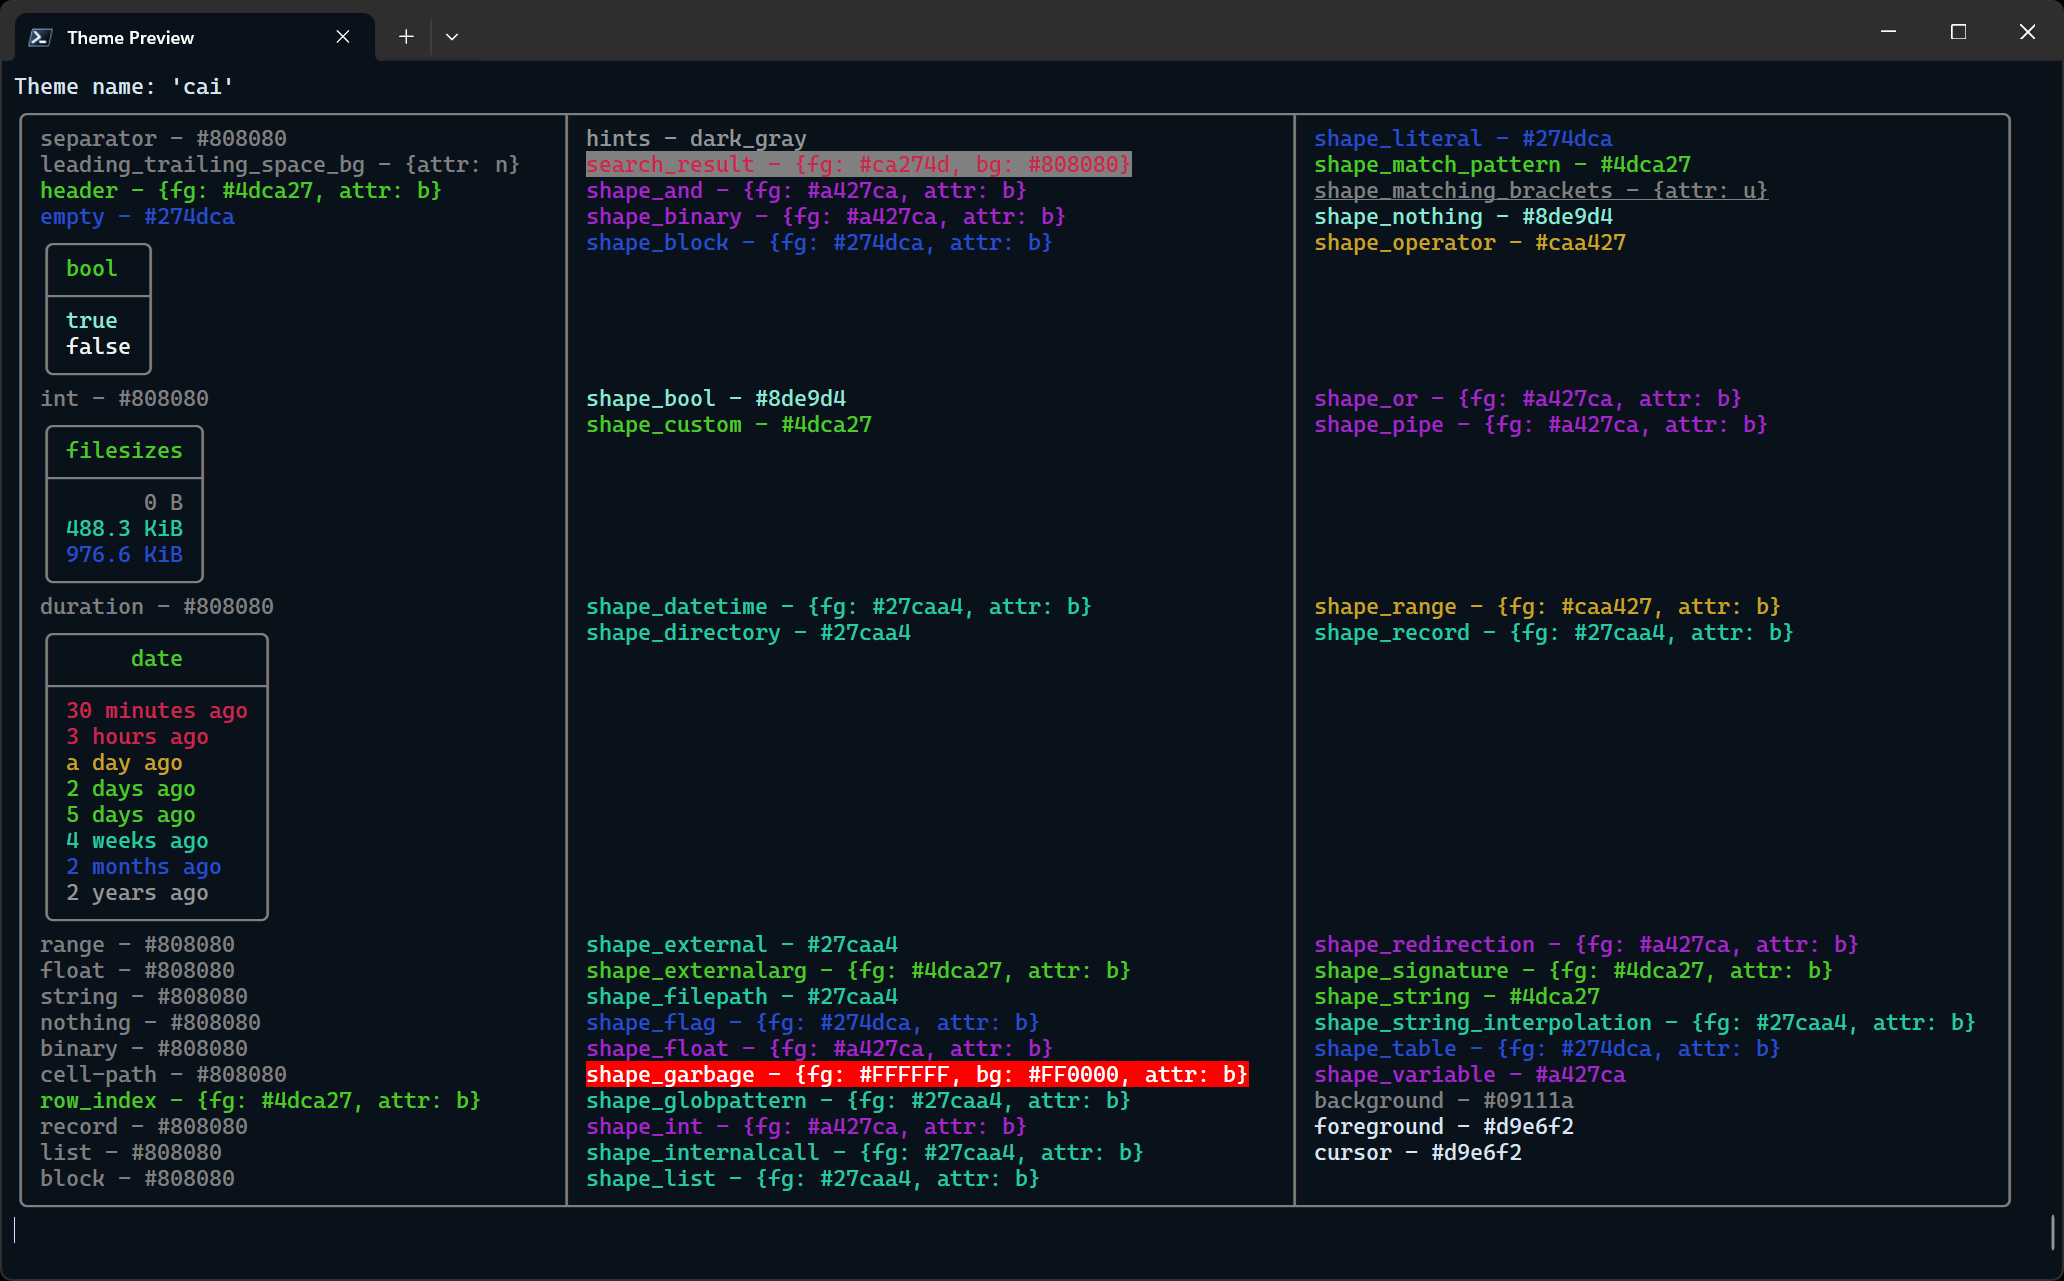 Theme Preview
Theme name: 'cai'
separator - #808080
leading_trailing_space_bg - {attr: n}
header - {fg: #4dca27, attr: b}
empty - #274dca
bool
true
false
int - #808080
filesizes
0 B
488.3 KiB
976.6 KiB
duration - #808080
date
30 minutes ago
3 hours ago
a day ago
2 days ago
5 days ago
4 weeks ago
2 months ago
2 years ago
range - #808080
float - #808080
string - #808080
nothing - #808080
binary - #808080
cell-path - #808080
row_index - {fg: #4dca27, attr: b}
record - #808080
list - #808080
block - #808080
hints - dark_gray
search_result - {fg: #ca274d, bg: #808080}
shape_and - {fg: #a427ca, attr: b}
shape_binary - {fg: #a427ca, attr: b}
shape_block - {fg: #274dca, attr: b}
shape_bool - #8de9d4
shape_custom - #4dca27
shape_datetime - {fg: #27caa4, attr: b}
shape_directory - #27caa4
shape_external - #27caa4
shape_externalarg - {fg: #4dca27, attr: b}
shape_filepath - #27caa4
shape_flag - {fg: #274dca, attr: b}
shape_float - {fg: #a427ca, attr: b}
shape_garbage - {fg: #FFFFFF, bg: #FF0000, attr: b}
shape_globpattern - {fg: #27caa4, attr: b}
shape_int - {fg: #a427ca, attr: b}
shape_internalcall - {fg: #27caa4, attr: b}
shape_list - {fg: #27caa4, attr: b}
shape_literal - #274dca
shape_match_pattern - #4dca27
shape_matching_brackets - {attr: u}
shape_nothing - #8de9d4
shape_operator - #caa427
shape_or - {fg: #a427ca, attr: b}
shape_pipe - {fg: #a427ca, attr: b}
shape_range - {fg: #caa427, attr: b}
shape_record - {fg: #27caa4, attr: b}
shape_redirection - {fg: #a427ca, attr: b}
shape_signature - {fg: #4dca27, attr: b}
shape_string - #4dca27
shape_string_interpolation - {fg: #27caa4, attr: b}
shape_table - {fg: #274dca, attr: b}
shape_variable - #a427ca
background - #09111a
foreground - #d9e6f2
cursor - #d9e6f2